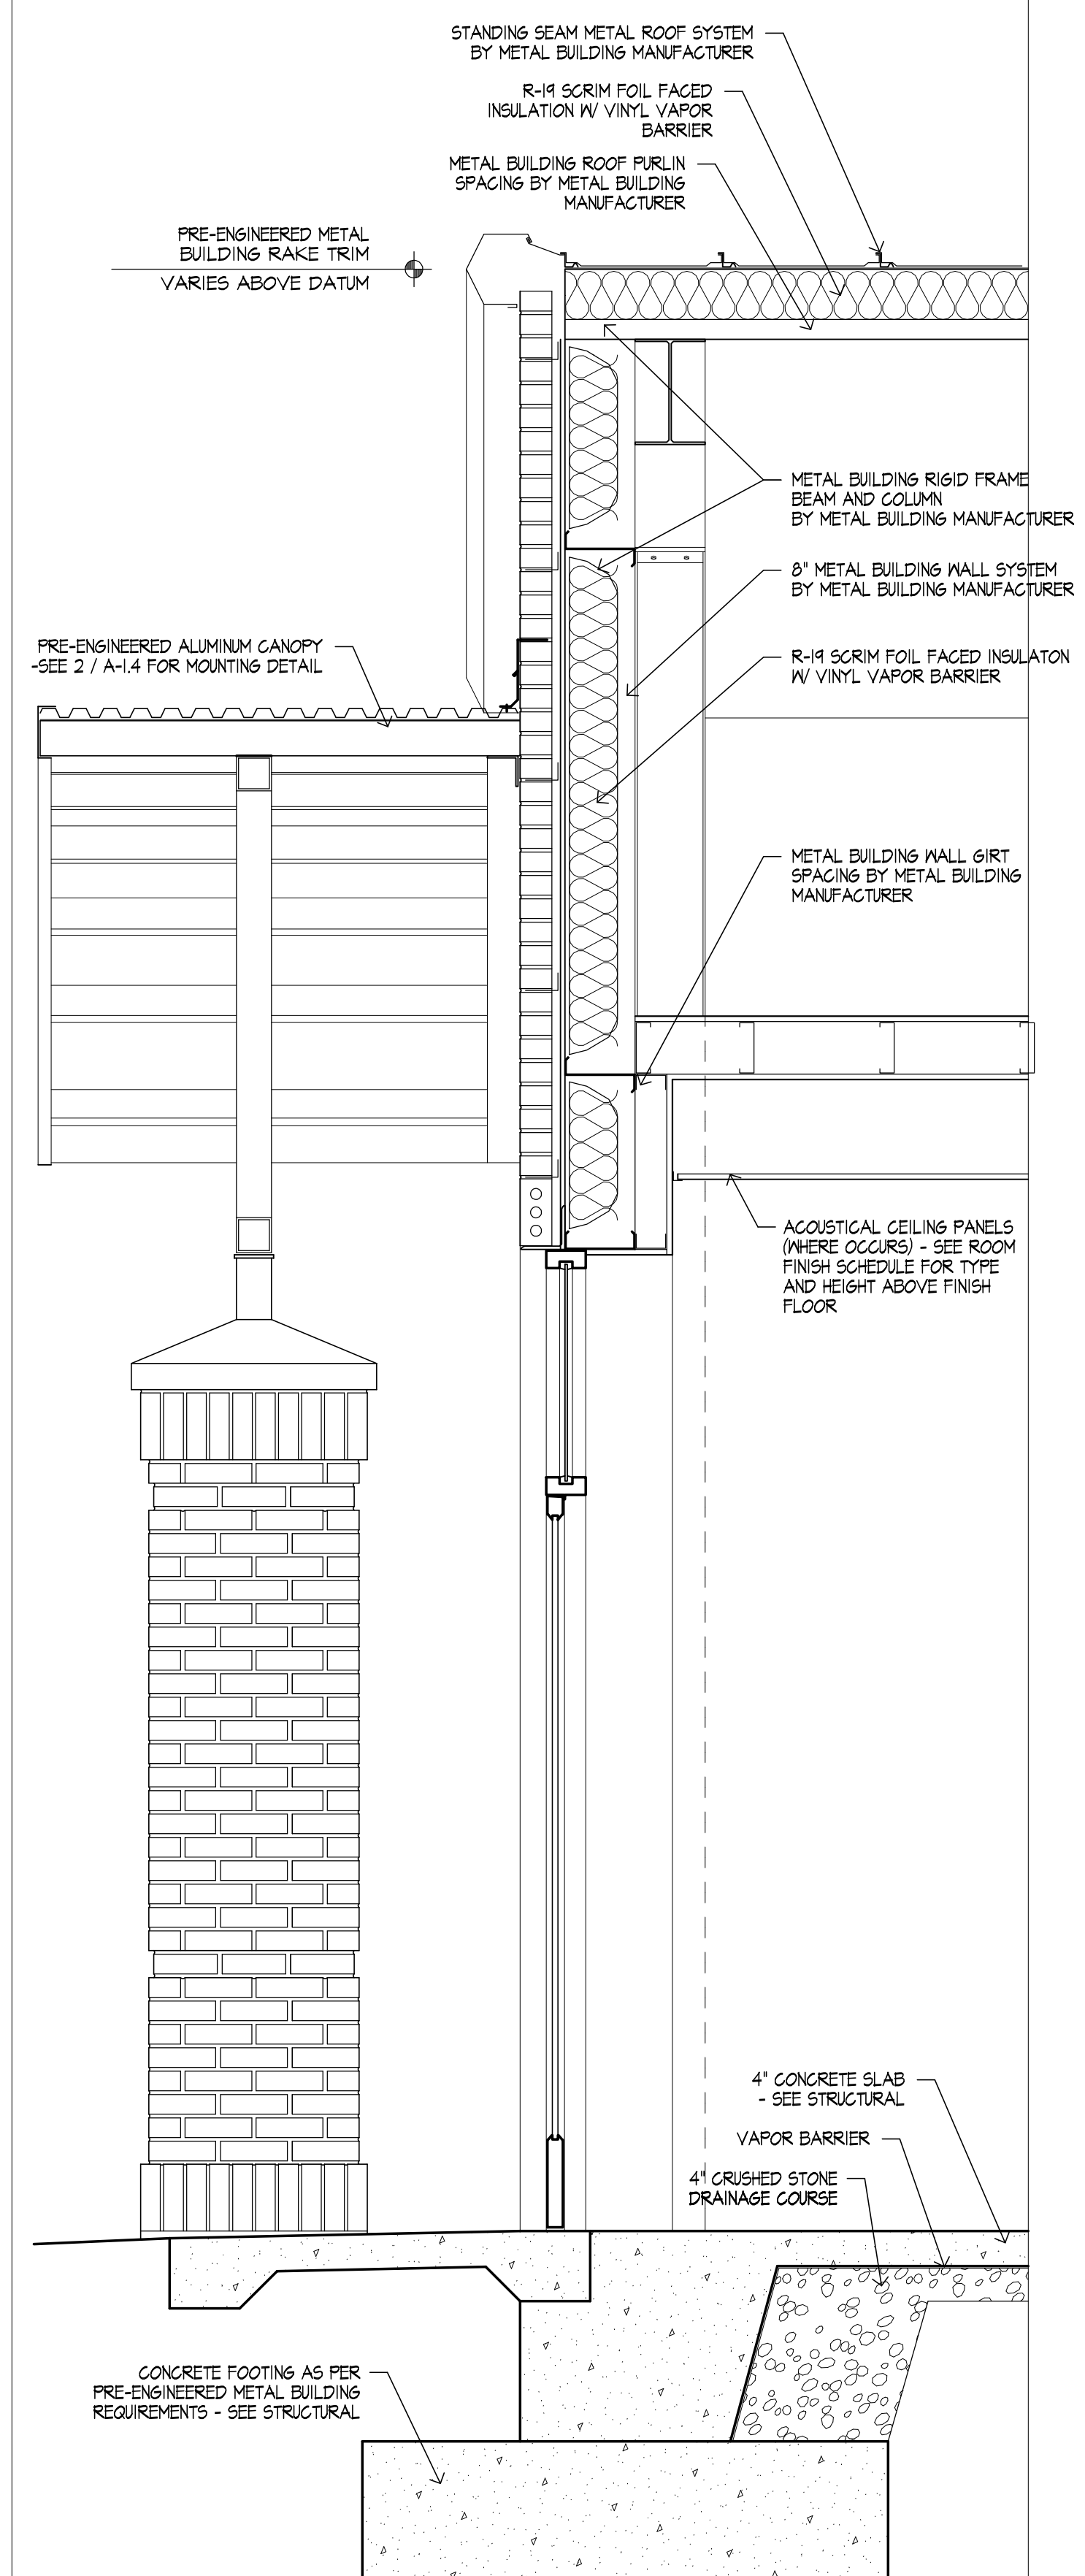 STANDING SEAM METAL ROOF SYSTEM
BY METAL BUILDING MANUFACTURER
R-19 SCRIM FOIL FACED
INSULATION W/ VINYL VAPOR
BARRIER
METAL BUILDING ROOF PURLIN
SPACING BY METAL BUILDING
MANUFACTURER
PRE-ENGINEERED METAL
BUILDING RAKE TRIM
VARIES ABOVE DATUM
METAL BUILDING RIGID FRAME
BEAM AND COLUMN
BY METAL BUILDING MANUFACTURER
8" METAL BUILDING WALL SYSTEM
BY METAL BUILDING MANUFACTURER
PRE-ENGINEERED ALUMINUM CANOPY
-SEE 2 / A-1.4 FOR MOUNTING DETAIL
R-19 SCRIM FOIL FACED INSULATON
W/ VINYL VAPOR BARRIER
METAL BUILDING WALL GIRT
SPACING BY METAL BUILDING
MANUFACTURER
ACOUSTICAL CEILING PANELS
(WHERE OCCURS) - SEE ROOM
FINISH SCHEDULE FOR TYPE
AND HEIGHT ABOVE FINISH
FLOOR
4" CONCRETE SLAB
- SEE STRUCTURAL
VAPOR BARRIER
4" CRUSHED STONE
DRAINAGE COURSE
CONCRETE FOOTING AS PER
PRE-ENGINEERED METAL BUILDING
REQUIREMENTS - SEE STRUCTURAL